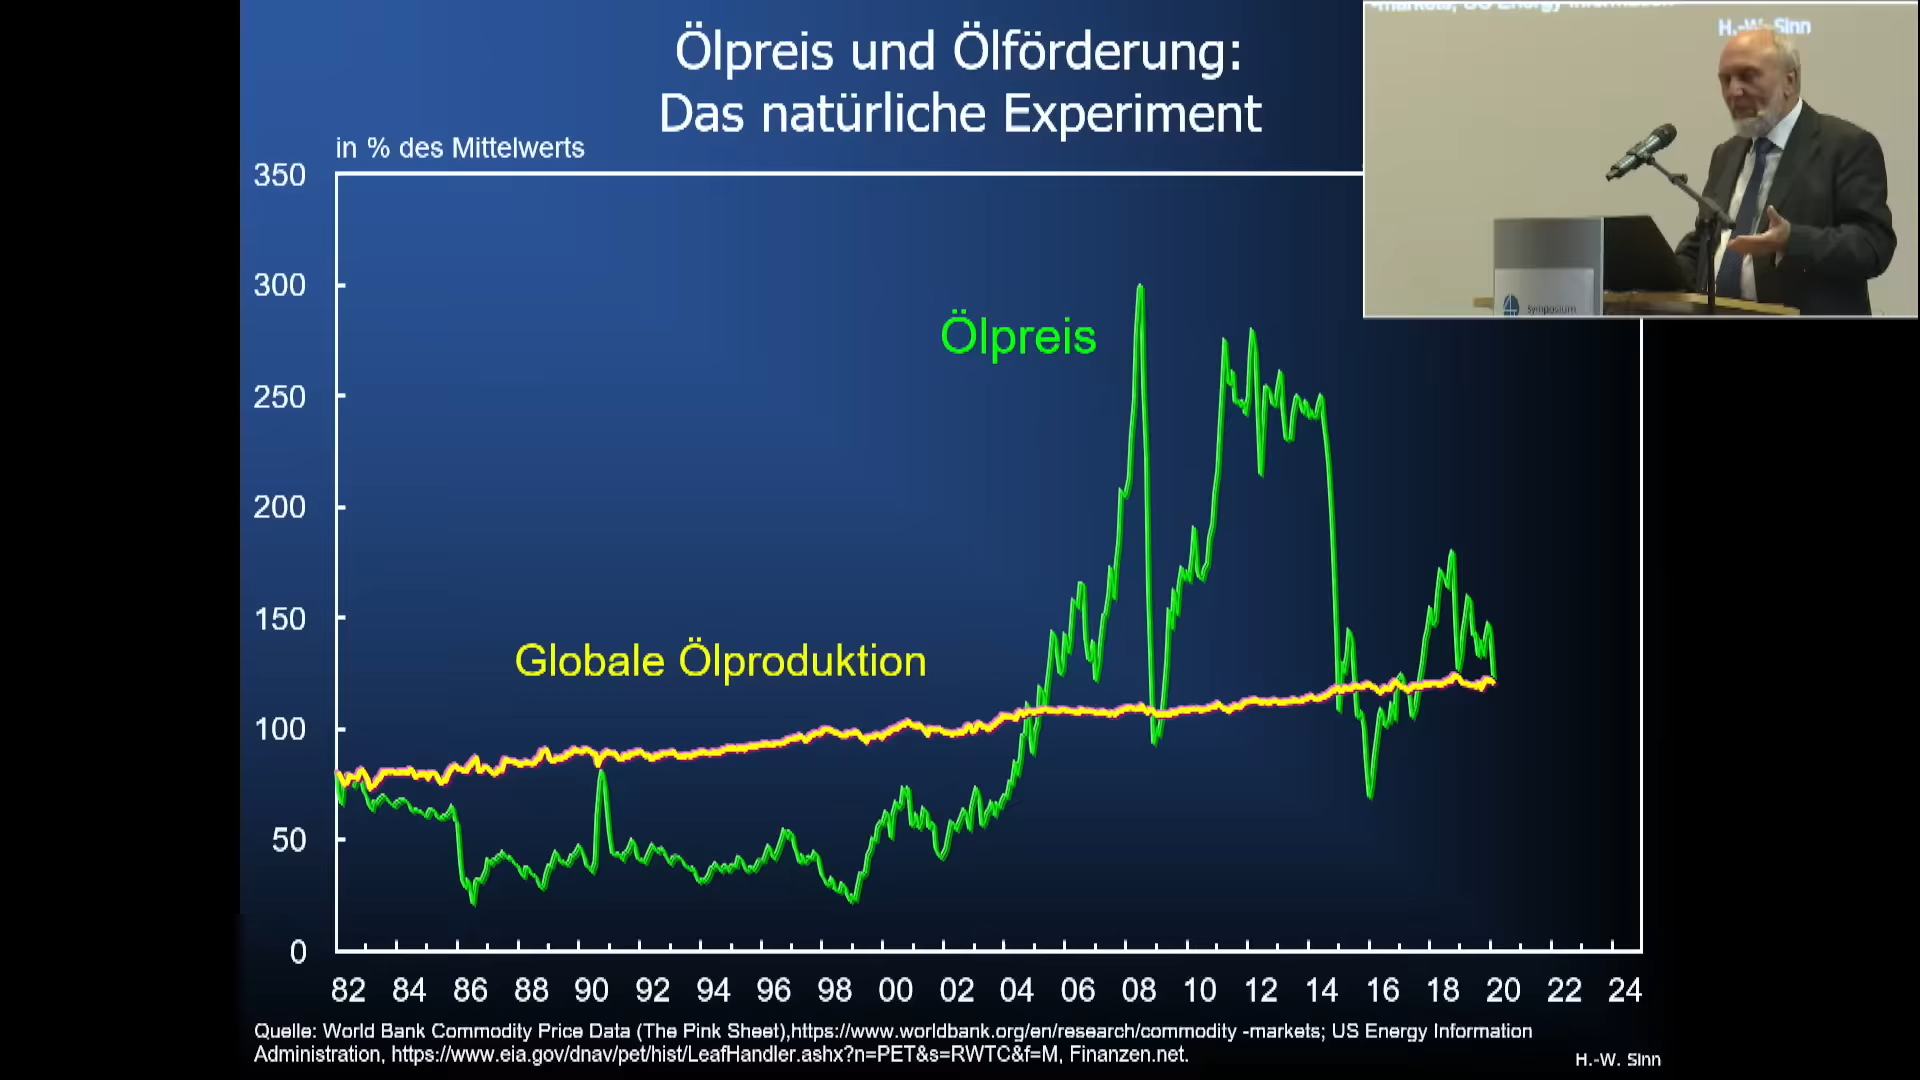 Ölpreis und Ölförderung:
Das natürliche Experiment
in % des Mittelwerts
H.-W. Sinn
Symposium
350
300
250
200
150
100
50
0
Ölpreis
Globale Ölproduktion
82 84 86 88 90 92 94 96 98 00 02 04 06 08 10 12 14 16 18 20 22 24
Quelle: World Bank Commodity Price Data (The Pink Sheet),https://www.worldbank.org/en/research/commodity -markets; US Energy Information
Administration, https://www.eia.gov/dnav/pet/hist/LeafHandler.ashx?n=PET&s=RWTC&f=M, Finanzen.net.
H.-W. Sinn